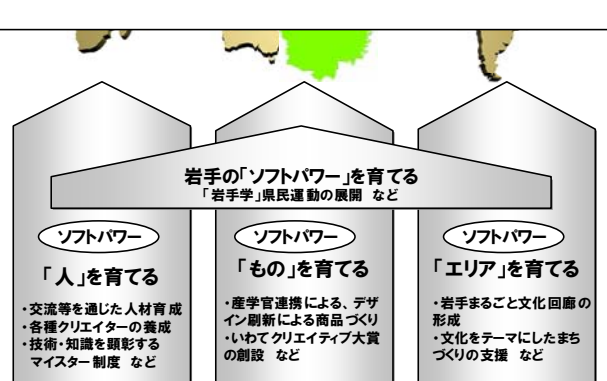 岩手の「ソフトパワー」を育てる
「岩手学」県民運動の展開 など
ソフトパワー
「人」を育てる
・交流等を通じた人材育成
・各種クリエイターの養成
・技術・知識を顕彰する
マイスター制度 など
ソフトパワー
「もの」を育てる
・産学官連携による、デザ
イン刷新による商品づくり
・いわてクリエイティブ大賞
の創設 など
ソフトパワー
「エリア」を育てる
・岩手まるごと文化回廊の
形成
・文化をテーマにしたまち
づくりの支援 など